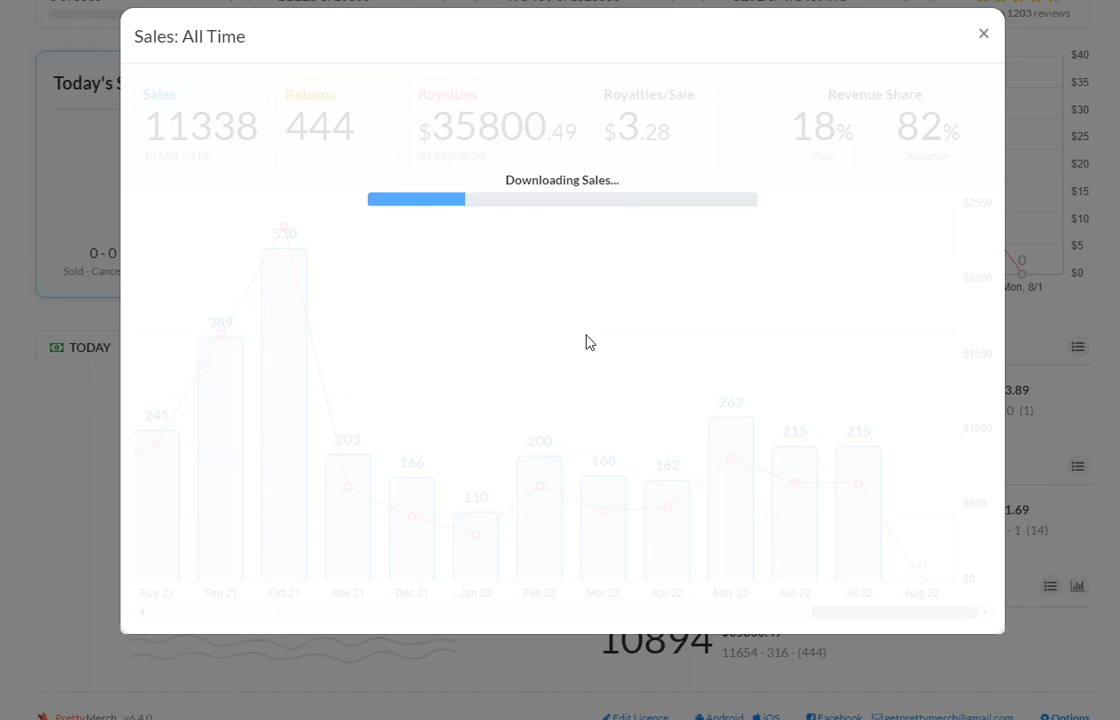 1203 reviews
Sales: All Time
×
Today's S
Sales
11338
11654 - 316
Returns
444
Royalties
$35800.49
$197908.34
Royalties/Sale
$3.28
Revenue Share
18% 82%
You Amazon
Downloading Sales...
$2500
$2000
$1500
$1000
$500
$0
530
389
241
203
166
110
200
168
162
262
215
215
0
Aug 21 Sep 21 Oct 21 Nov 21 Dec 21 Jan 22 Feb 22 Mar 22 Apr 22 May 22 Jun 22 Jul 22 Aug 22
0 - 0
Sold - Cance
TODAY
$40
$35
$30
$25
$20
$15
$10
$5
$0
0
Mon, 8/1
3.89
0 (1)
1.69
- 1 (14)
10894
11654 - 316 - (444)
PrettyMerch v6.4.0
Edit Licence Android iOS Facebook getprettymerch@gmail.com Options